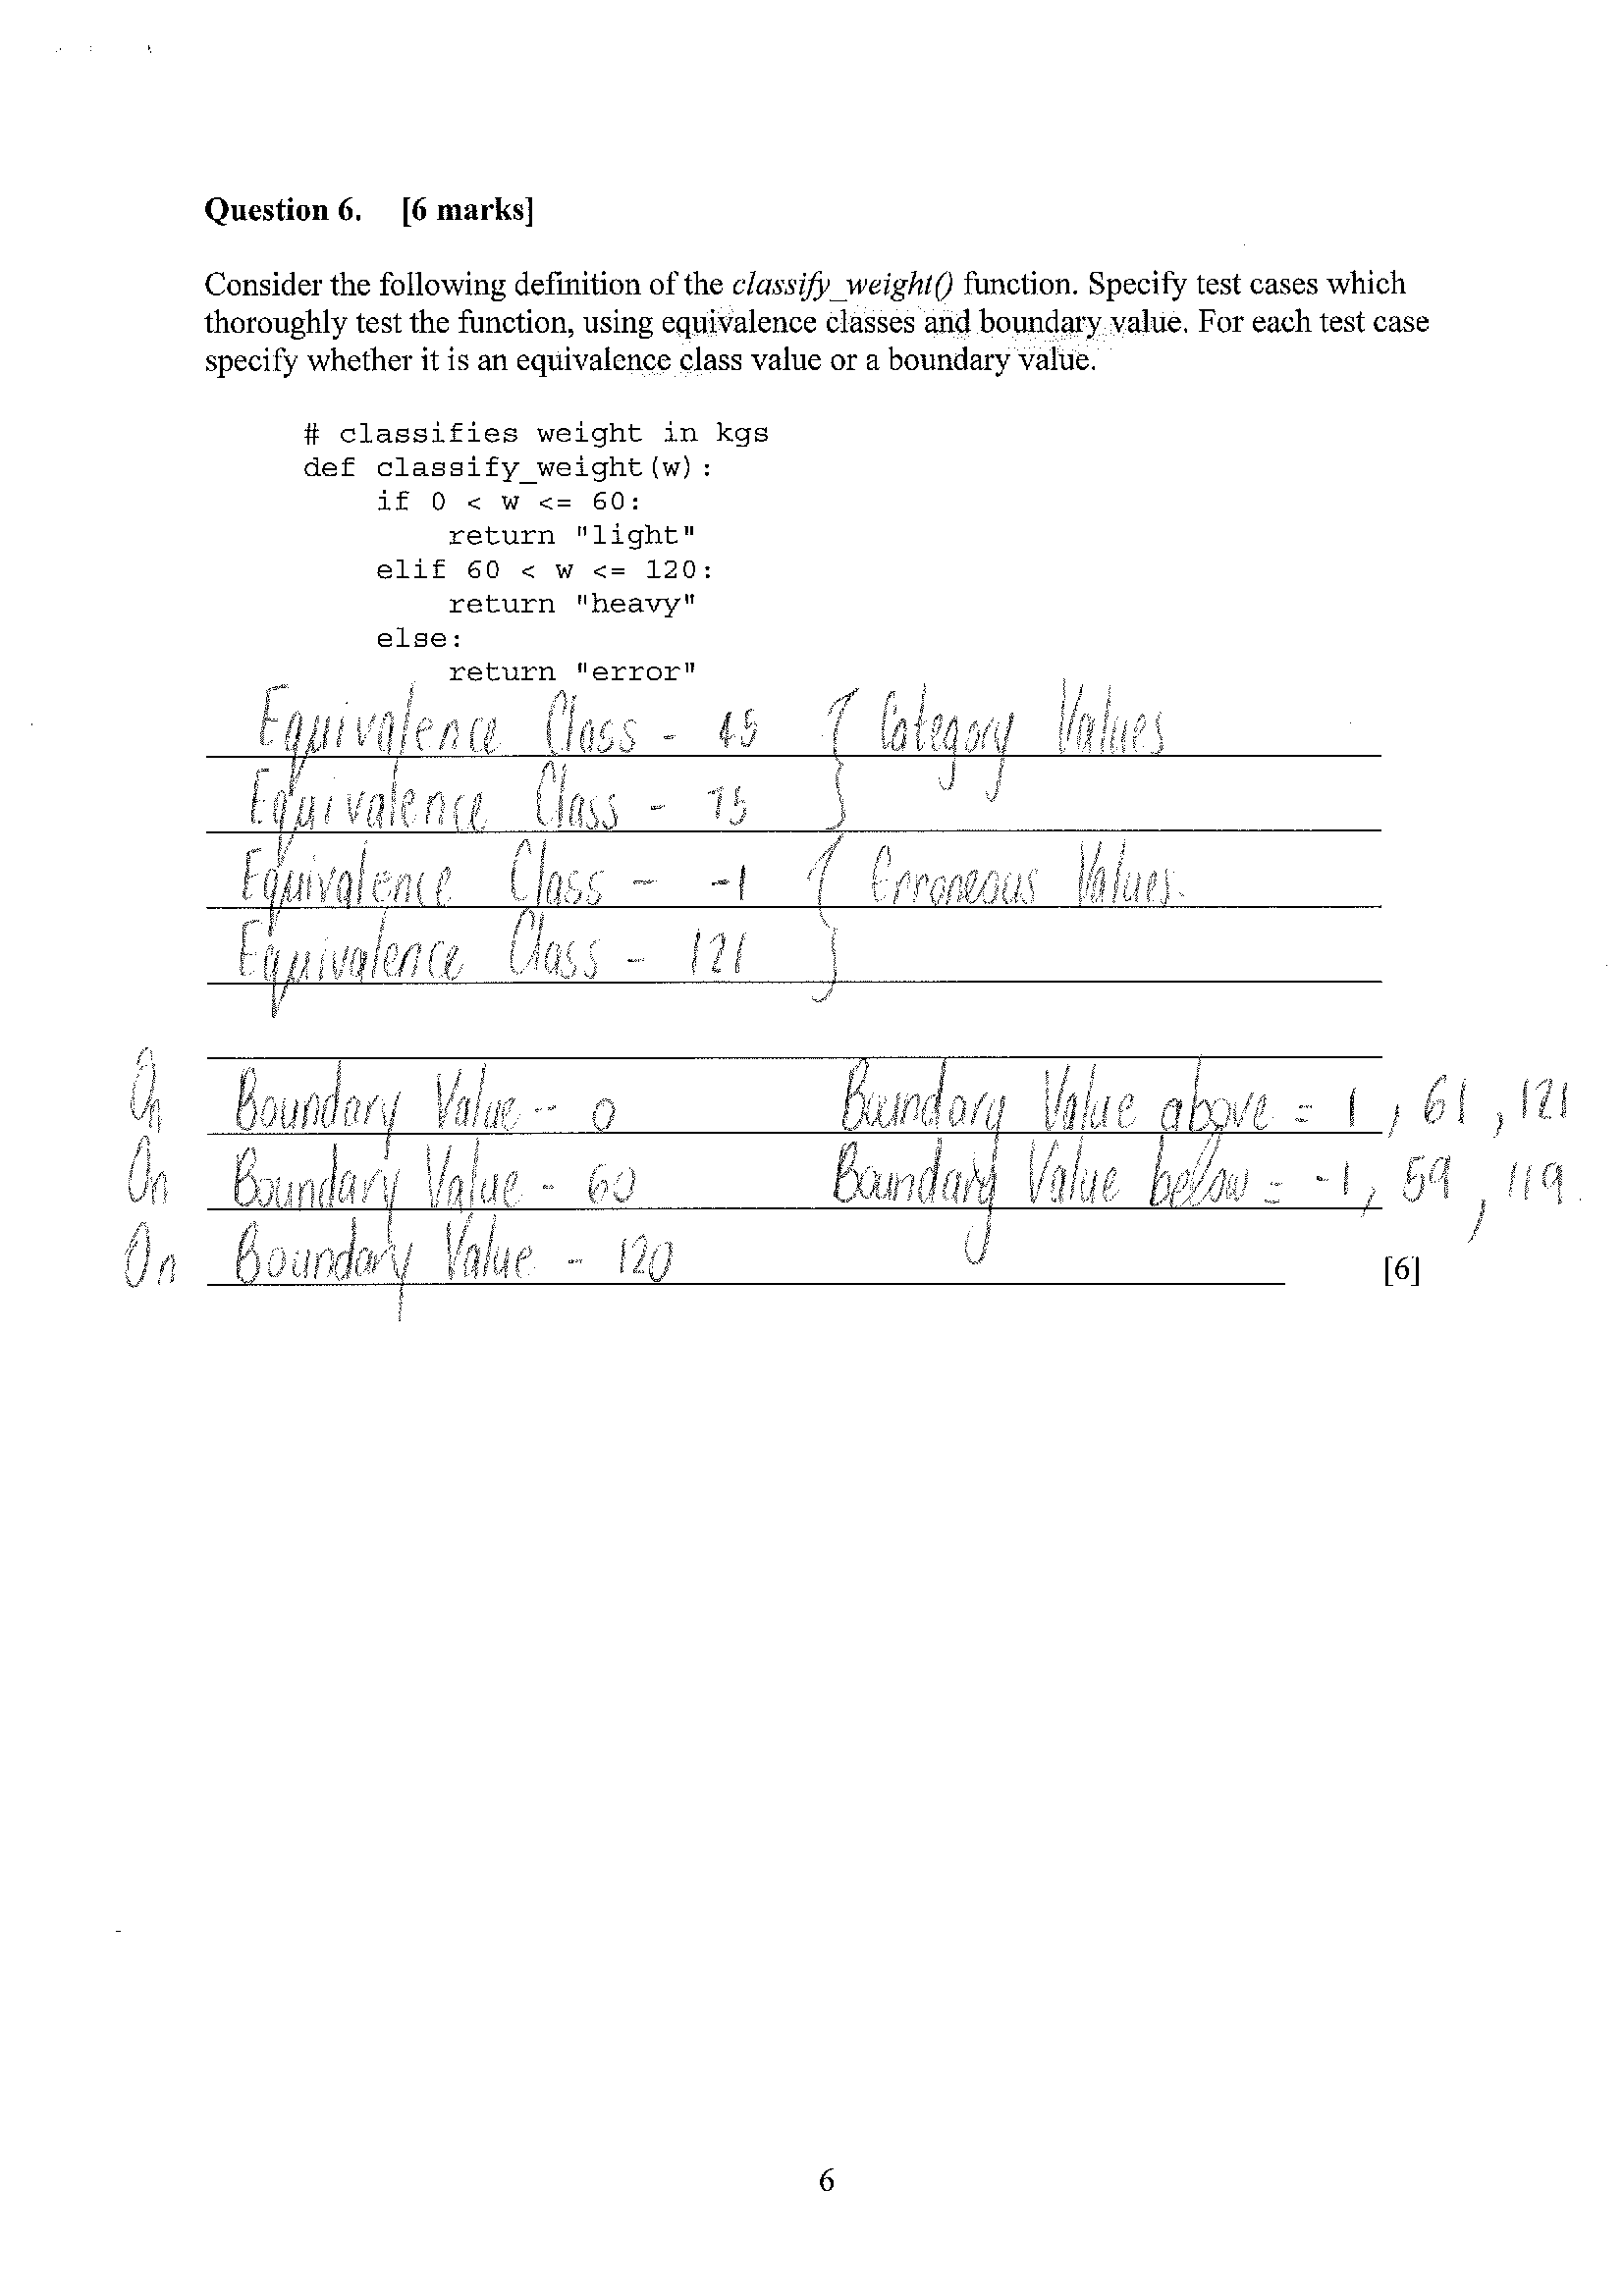 Question 6. [6 marks]
Consider the following definition of the classify_weight() function. Specify test cases which
thoroughly test the function, using equivalence classes and boundary value. For each test case
specify whether it is an equivalence class value or a boundary value.
# classifies weight in kgs
def classify_weight(w):
    if 0 < w <= 60:
        return "light"
    elif 60 < w <= 120:
        return "heavy"
    else:
        return "error"
Equivalence Class - 45 } Category Values
Equivalence Class - 75
Equivalence Class - -1 } Erroneous Values.
Equivalence Class - 121
On Boundary Value - 0 Boundary Value above = 1, 61, 121
On Boundary Value - 60 Boundary Value below = -1, 59, 119.
On Boundary Value - 120
[6]
6